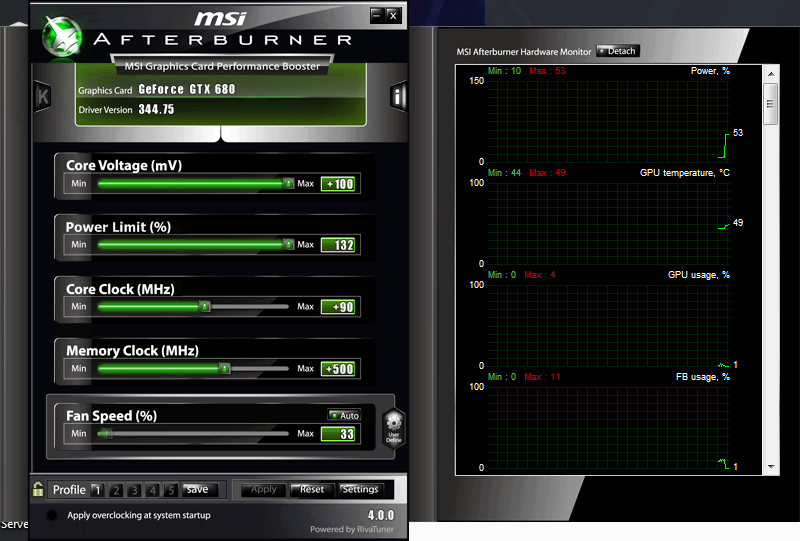 msi
AFTERBURNER
MSI Graphics Card Performance Booster
Graphics Card GeForce GTX 680
Driver Version 344.75
K
i
Core Voltage (mV)
Min Max +100
Power Limit (%)
Min Max 132
Core Clock (MHz)
Min Max +90
Memory Clock (MHz)
Min Max +500
Fan Speed (%) Auto
Min Max 33
User
Define
Profile 1 2 3 4 5 save Apply Reset Settings
Apply overclocking at system startup 4.0.0
Powered by RivaTuner
Serve
MSI Afterburner Hardware Monitor Detach
Min : 10 Max : 53 Power, %
150
53
0
Min : 44 Max : 49 GPU temperature, °C
100
49
0
Min : 0 Max : 4 GPU usage, %
100
1
0
Min : 0 Max : 11 FB usage, %
100
1
0